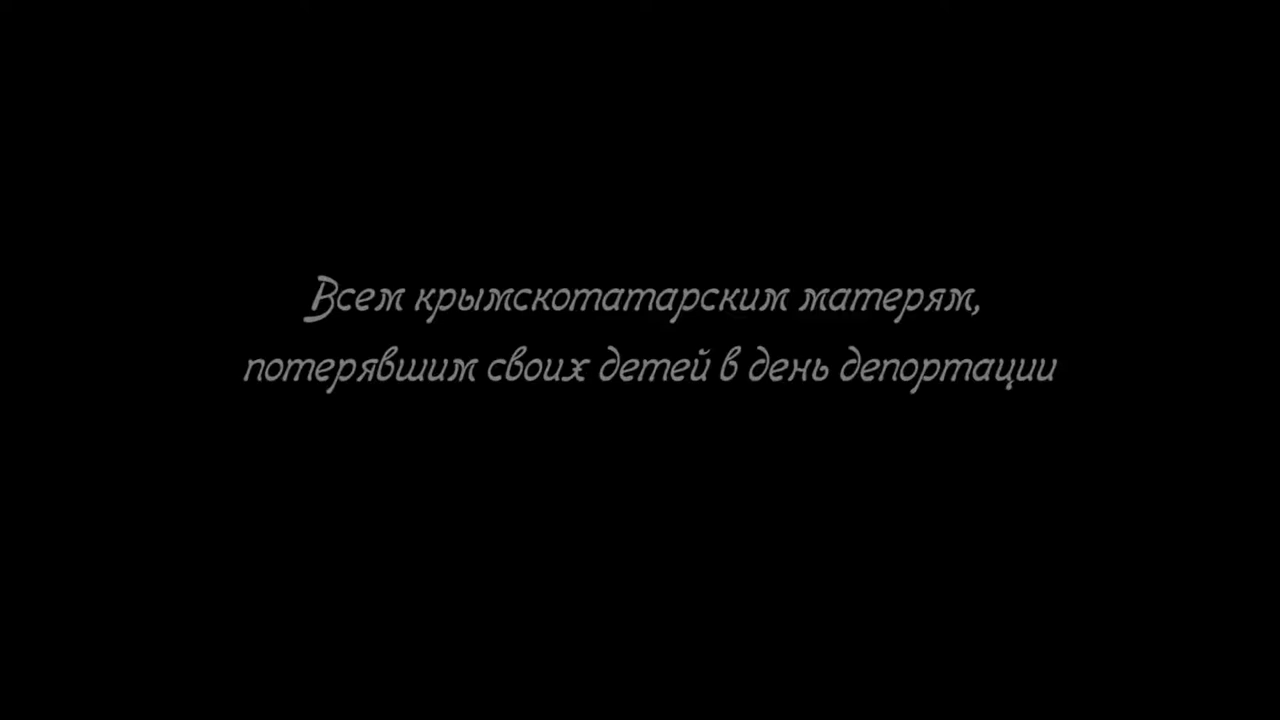 Всем крымскотатарским матерям,
потерявшим своих детей в день депортации